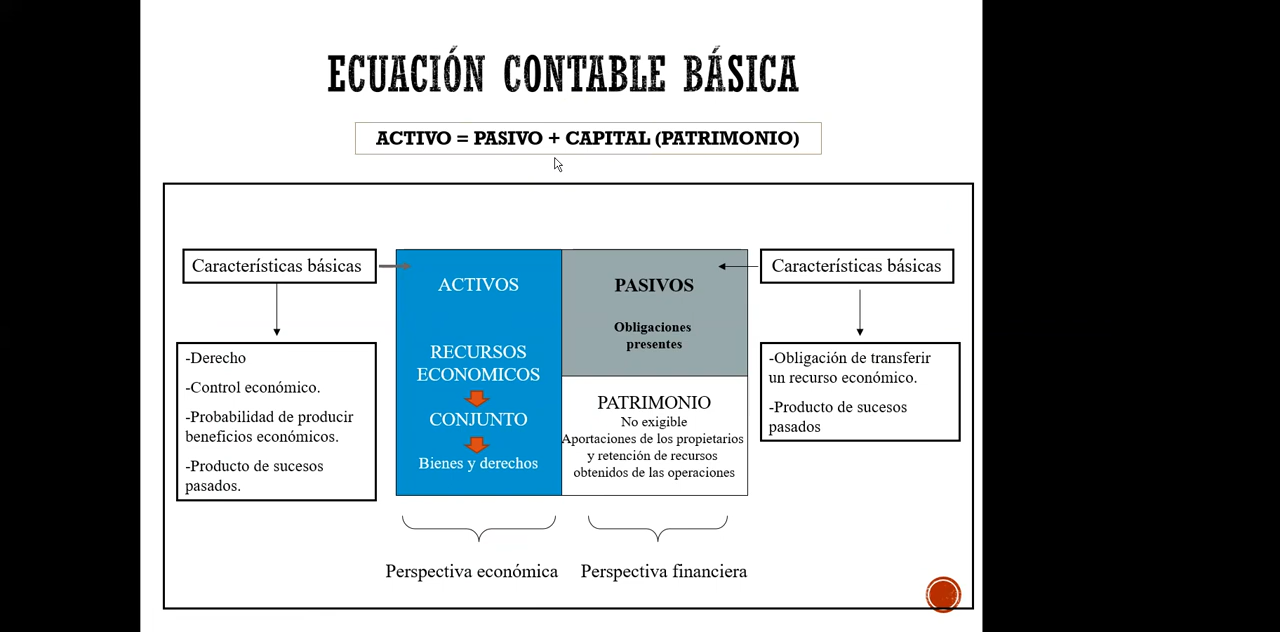 ECUACIÓN CONTABLE BÁSICA
ACTIVO = PASIVO + CAPITAL (PATRIMONIO)
Características básicas
-Derecho
-Control económico.
-Probabilidad de producir
beneficios económicos.
-Producto de sucesos
pasados.
ACTIVOS
RECURSOS
ECONOMICOS
CONJUNTO
Bienes y derechos
PASIVOS
Obligaciones
presentes
PATRIMONIO
No exigible
Aportaciones de los propietarios
y retención de recursos
obtenidos de las operaciones
Características básicas
-Obligación de transferir
un recurso económico.
-Producto de sucesos
pasados
Perspectiva económica
Perspectiva financiera